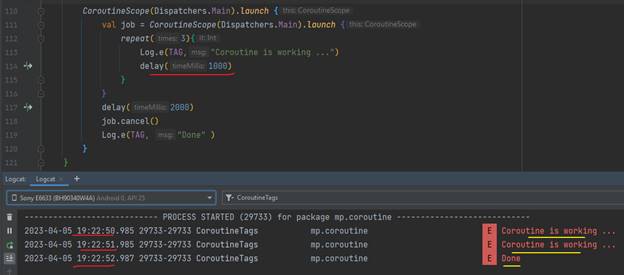 110 CoroutineScope(Dispatchers.Main).launch { this: CoroutineScope
111 val job = CoroutineScope(Dispatchers.Main).launch { this: CoroutineScope
112 repeat( times: 3){ it: Int
113 Log.e(TAG, msg: "Coroutine is working ...")
114 delay( timeMillis: 1000)
115 }
116 }
117 delay( timeMillis: 2000)
118 job.cancel()
119 Log.e(TAG, msg: "Done" )
120 }
121 }
Logcat: Logcat × +
Sony E6633 (BH90340W4A) Android 0, API 25 CoroutineTags
---------------------------- PROCESS STARTED (29733) for package mp.coroutine ----------------------------
2023-04-05 19:22:50.985 29733-29733 CoroutineTags mp.coroutine E Coroutine is working ...
2023-04-05 19:22:51.985 29733-29733 CoroutineTags mp.coroutine E Coroutine is working ...
2023-04-05 19:22:52.987 29733-29733 CoroutineTags mp.coroutine E Done